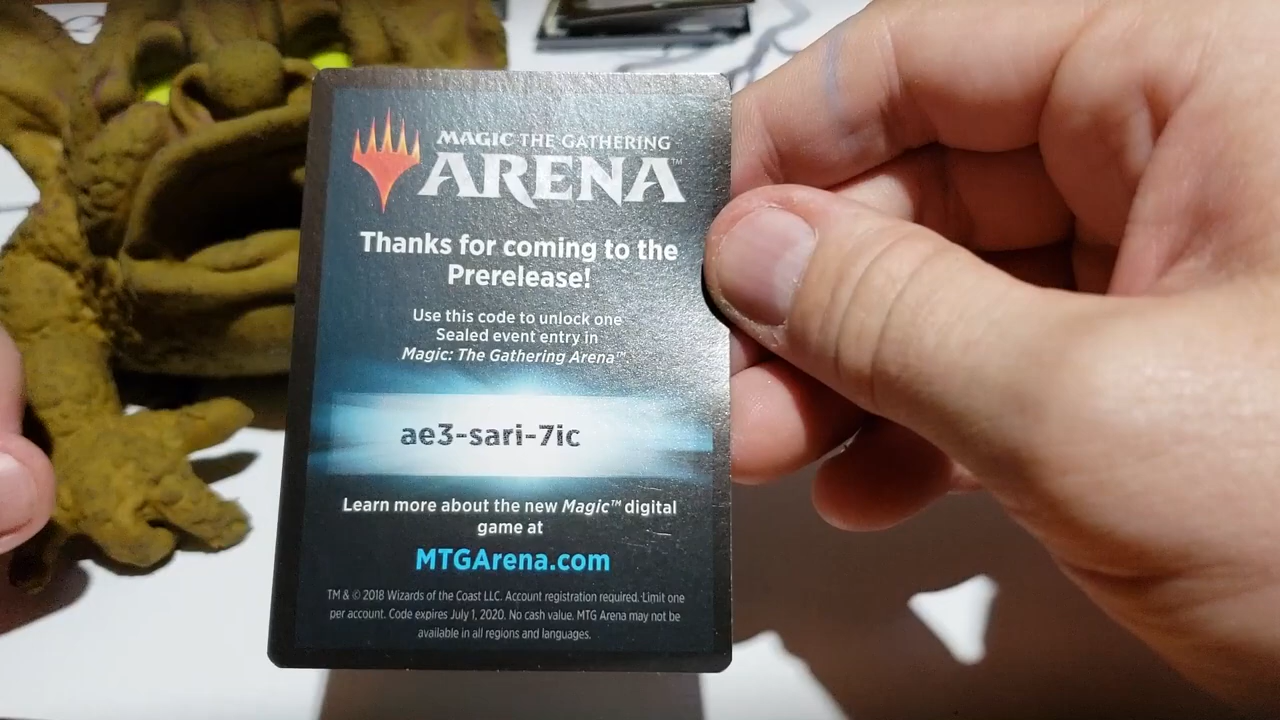 MAGIC THE GATHERING
ARENA™
Thanks for coming to the
Prerelease!
Use this code to unlock one
Sealed event entry in
Magic: The Gathering Arena™
ae3-sari-7ic
Learn more about the new Magic™ digital
game at
MTGArena.com
TM & © 2018 Wizards of the Coast LLC. Account registration required. Limit one
per account. Code expires July 1, 2020. No cash value. MTG Arena may not be
available in all regions and languages.